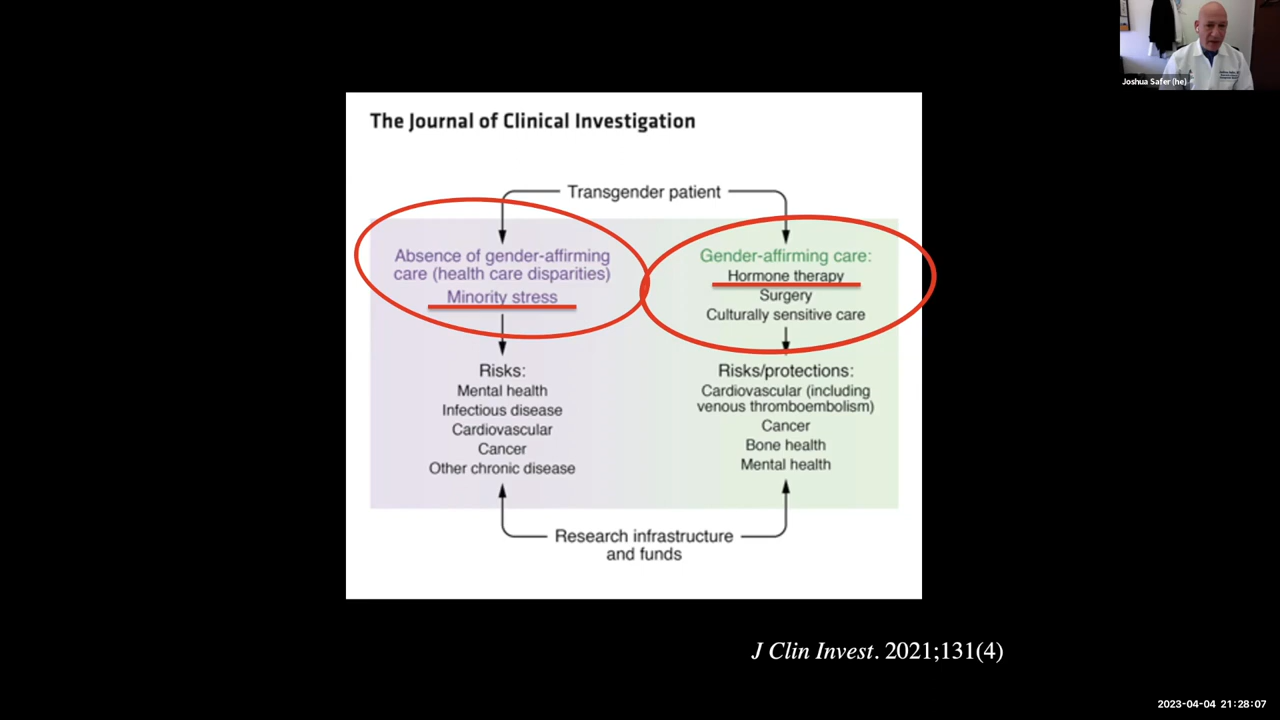 Joshua Safer (he)
The Journal of Clinical Investigation
Transgender patient
Absence of gender-affirming
care (health care disparities)
Minority stress
Risks:
Mental health
Infectious disease
Cardiovascular
Cancer
Other chronic disease
Gender-affirming care:
Hormone therapy
Surgery
Culturally sensitive care
Risks/protections:
Cardiovascular (including
venous thromboembolism)
Cancer
Bone health
Mental health
Research infrastructure
and funds
J Clin Invest. 2021;131(4)
2023-04-04 21:28:07